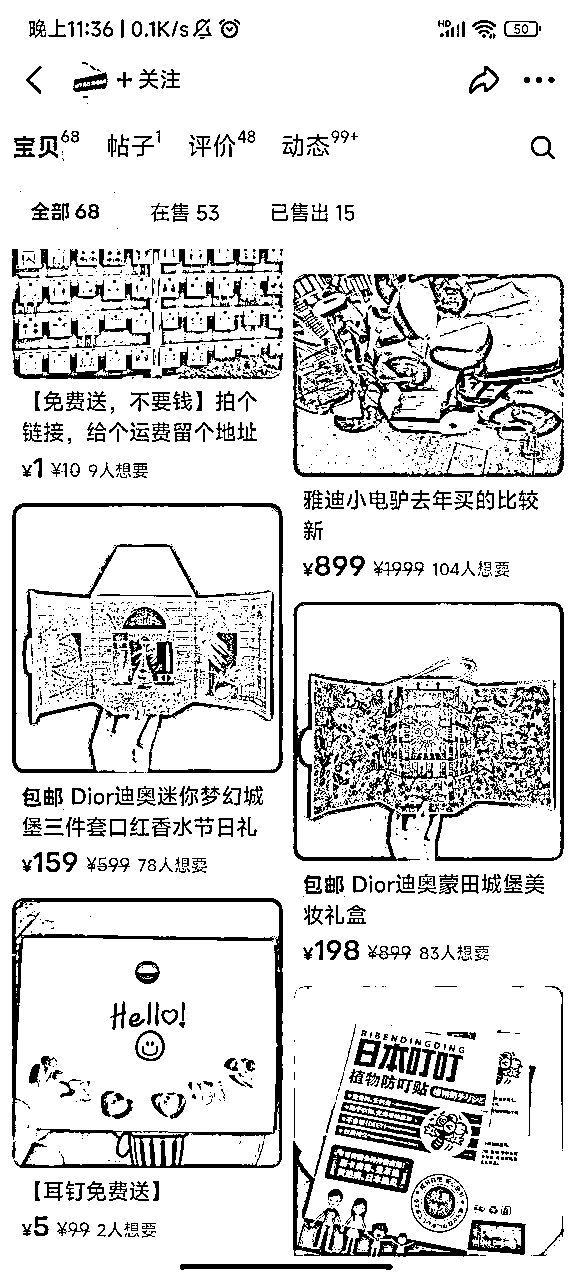 晚上11:36 | 0.1K/s
HD
50
+ 关注
宝贝68 帖子1 评价48 动态99+
全部 68 在售 53 已售出 15
【免费送，不要钱】拍个
链接，给个运费留个地址
¥1 ¥10 9人想要
雅迪小电驴去年买的比较
新
¥899 ¥1999 104人想要
包邮 Dior迪奥迷你梦幻城
堡三件套口红香水节日礼
¥159 ¥599 78人想要
包邮 Dior迪奥蒙田城堡美
妆礼盒
¥198 ¥899 83人想要
Hello!
【耳钉免费送】
¥5 ¥99 2人想要
RIBENDINGDING
日本叮叮
植物防叮贴